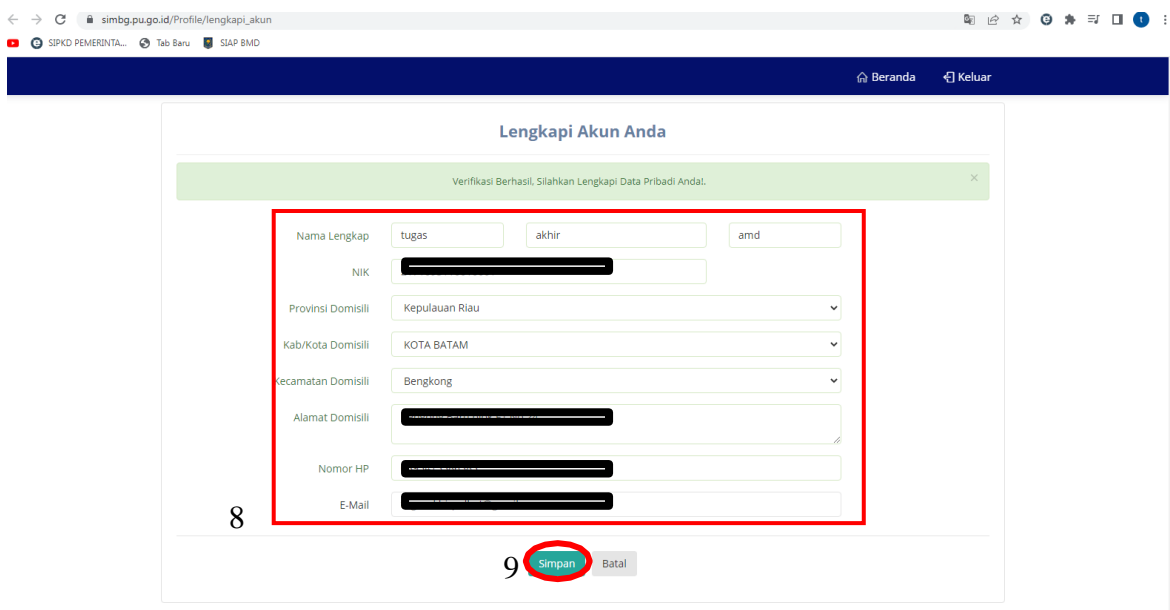 simbg.pu.go.id/Profile/lengkapi_akun
SIPKD PEMERINTA... Tab Baru SIAP BMD
Beranda Keluar
Lengkapi Akun Anda
Verifikasi Berhasil, Silahkan Lengkapi Data Pribadi Anda!. ×
Nama Lengkap tugas akhir amd
NIK
Provinsi Domisili Kepulauan Riau
Kab/Kota Domisili KOTA BATAM
Kecamatan Domisili Bengkong
Alamat Domisili
Nomor HP
E-Mail
8
9 Simpan Batal